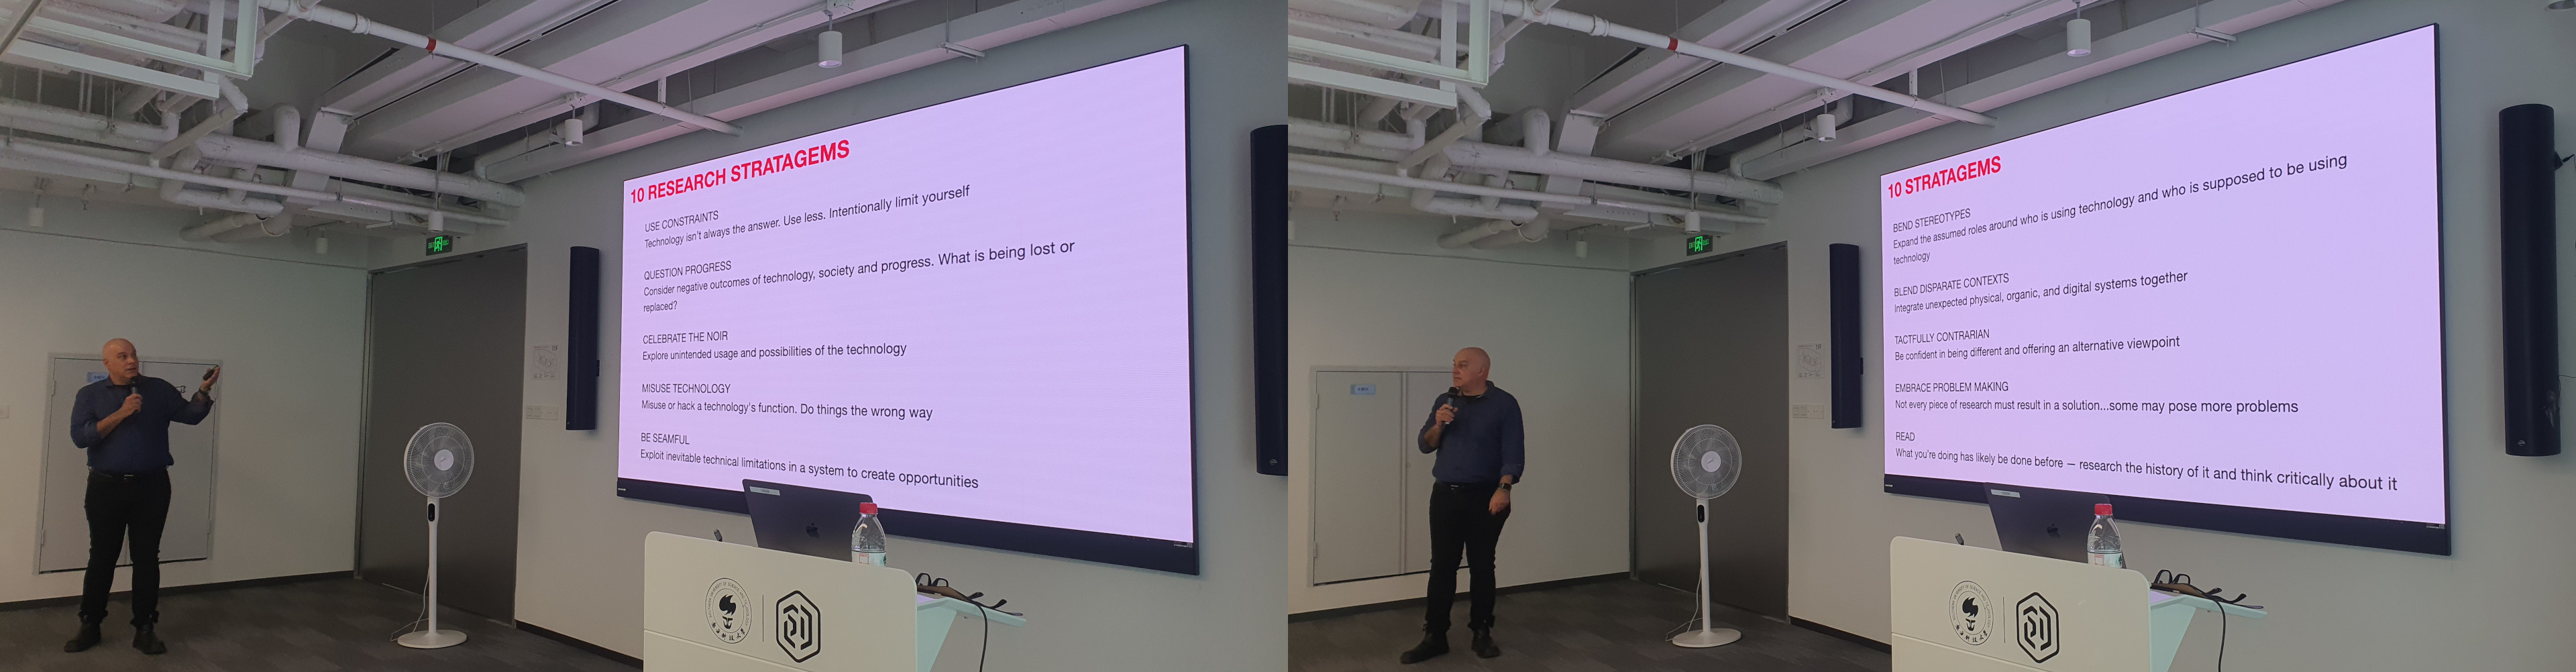 10 RESEARCH STRATAGEMS
USE CONSTRAINTS
Technology isn't always the answer. Use less. Intentionally limit yourself
QUESTION PROGRESS
Consider negative outcomes of technology, society and progress. What is being lost or
replaced?
CELEBRATE THE NOIR
Explore unintended usage and possibilities of the technology
MISUSE TECHNOLOGY
Misuse or hack a technology's function. Do things the wrong way
BE SEAMFUL
Exploit inevitable technical limitations in a system to create opportunities
10 STRATAGEMS
BEND STEREOTYPES
Expand the assumed roles around who is using technology and who is supposed to be using
technology
BLEND DISPARATE CONTEXTS
Integrate unexpected physical, organic, and digital systems together
TACTFULLY CONTRARIAN
Be confident in being different and offering an alternative viewpoint
EMBRACE PROBLEM MAKING
Not every piece of research must result in a solution...some may pose more problems
READ
What you're doing has likely be done before — research the history of it and think critically about it